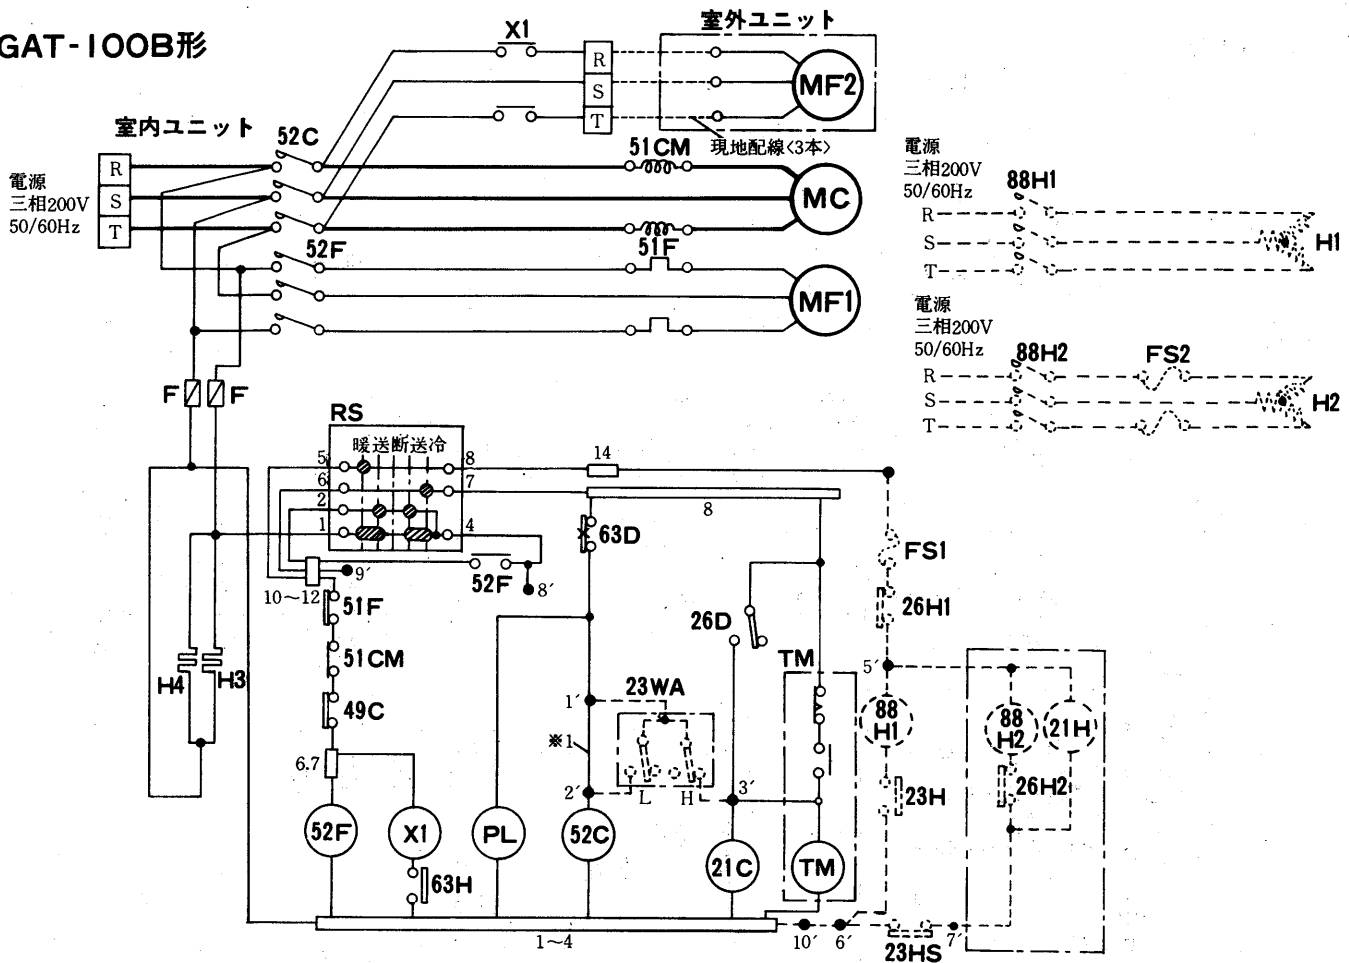 GAT-100B形
室外ユニット
X1
R
S
T
MF2
現地配線<3本>
室内ユニット
52C
51CM
電源
三相200V
50/60Hz
R
S
T
MC
52F
51F
MF1
電源
三相200V
50/60Hz
88H1
R
S
T
H1
電源
三相200V
50/60Hz
88H2
FS2
R
S
T
H2
F
F
RS
暖送断送冷
5
6
2
1
8
7
4
14
8
63D
52F
8′
9′
10～12
51F
51CM
49C
6.7
H4
H3
26D
TM
FS1
26H1
5′
23WA
1′
※1
2′
L
H
3′
88
H1
88
H2
21H
23H
26H2
52F
X1
PL
52C
21C
TM
63H
1～4
10′
6′
23HS
7′